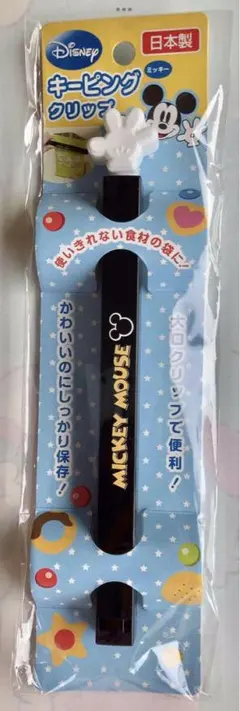 Disney
日本製
キーピング
クリップ
ミッキー
使いきれない食材の袋に!
大口クリップで便利!
MICKEY MOUSE
かわいいのにしっかり保存!